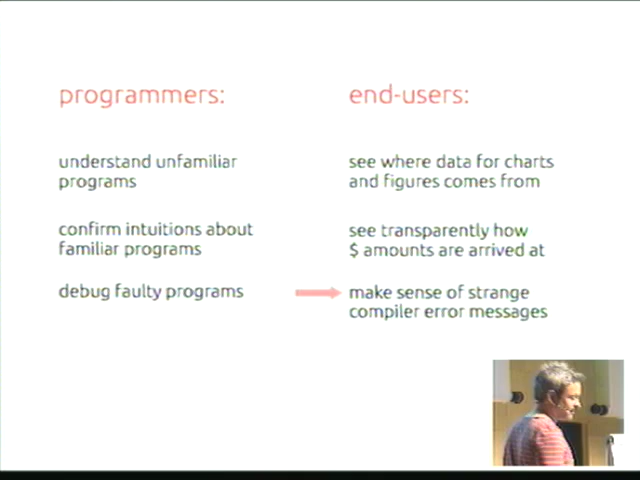 programmers:
understand unfamiliar
programs
confirm intuitions about
familiar programs
debug faulty programs
end-users:
see where data for charts
and figures comes from
see transparently how
$ amounts are arrived at
make sense of strange
compiler error messages